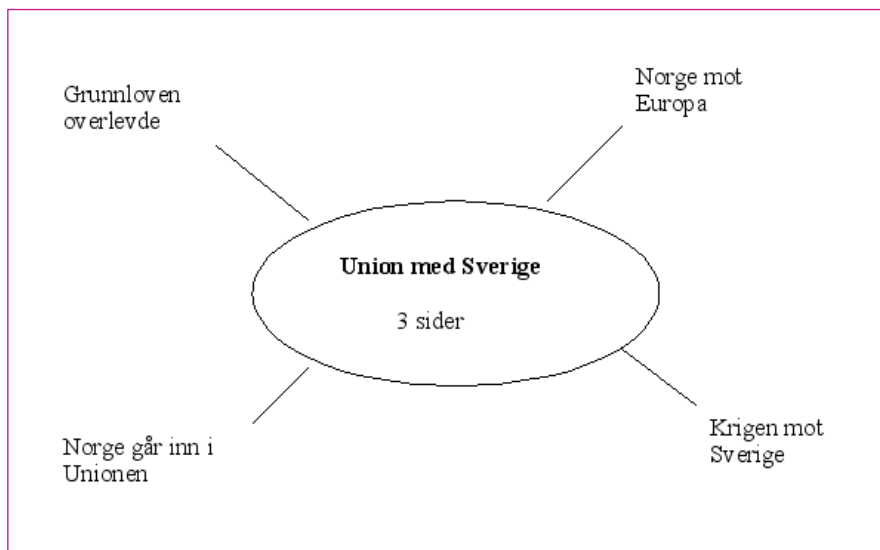 Grunnloven
overlevde
Norge mot
Europa
Union med Sverige
3 sider
Norge går inn i
Unionen
Krigen mot
Sverige